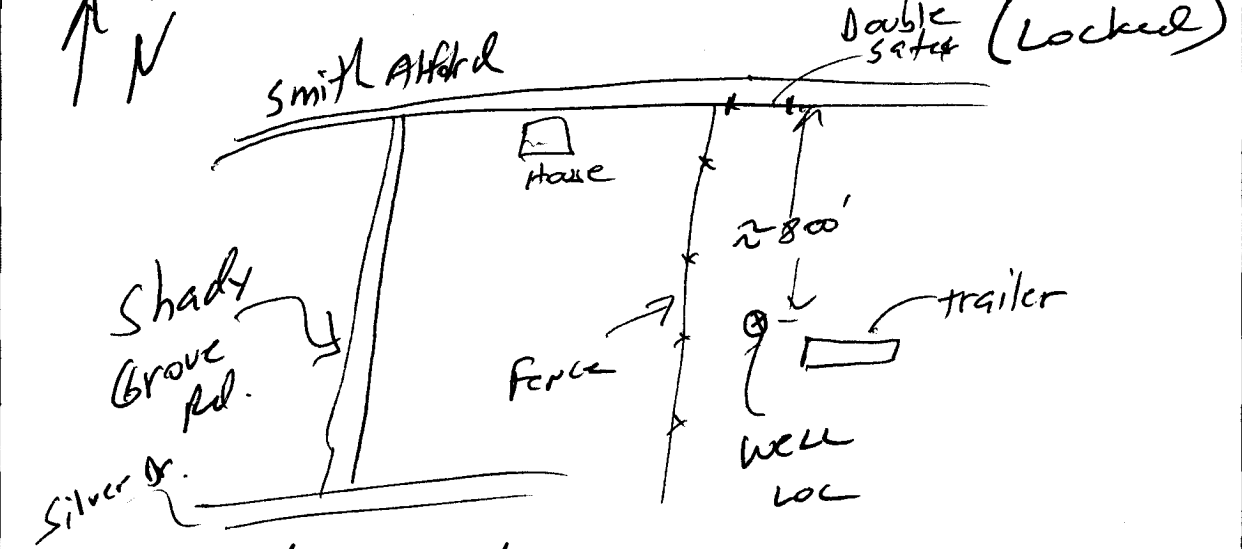 N
Double
gates (Locked)
Smith Alford
House
≈800'
Shady
Grove
Rd.
trailer
Fence
WELL
LOC
Silver Dr.